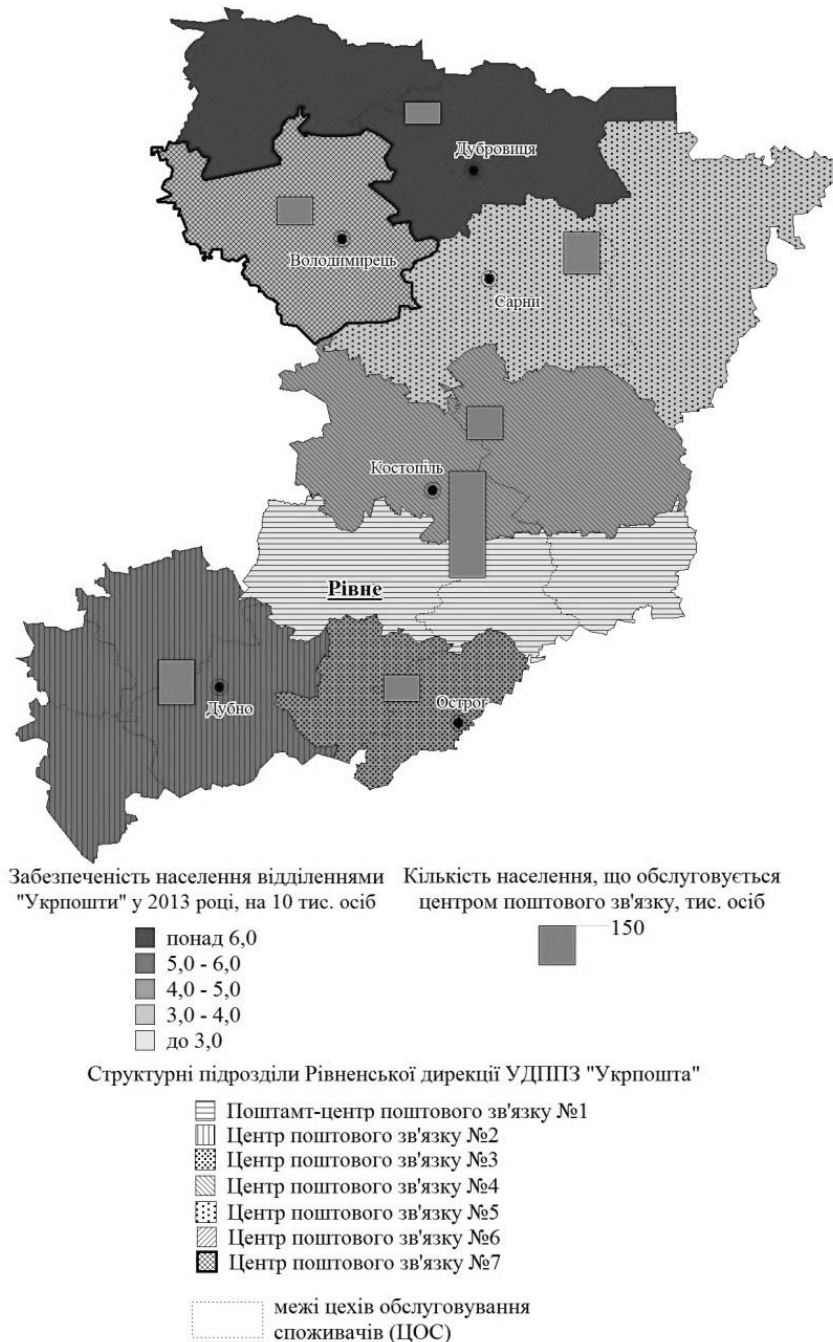 Дубровиця
Володимирець
Сарни
Костопіль
Рівне
Дубно
Острог
Забезпеченість населення відділеннями
"Укрпошти" у 2013 році, на 10 тис. осіб
понад 6,0
5,0 - 6,0
4,0 - 5,0
3,0 - 4,0
до 3,0
Кількість населення, що обслуговується
центром поштового зв'язку, тис. осіб
150
Структурні підрозділи Рівненської дирекції УДППЗ "Укрпошта"
Поштамт-центр поштового зв'язку №1
Центр поштового зв'язку №2
Центр поштового зв'язку №3
Центр поштового зв'язку №4
Центр поштового зв'язку №5
Центр поштового зв'язку №6
Центр поштового зв'язку №7
межі цехів обслуговування
споживачів (ЦОС)